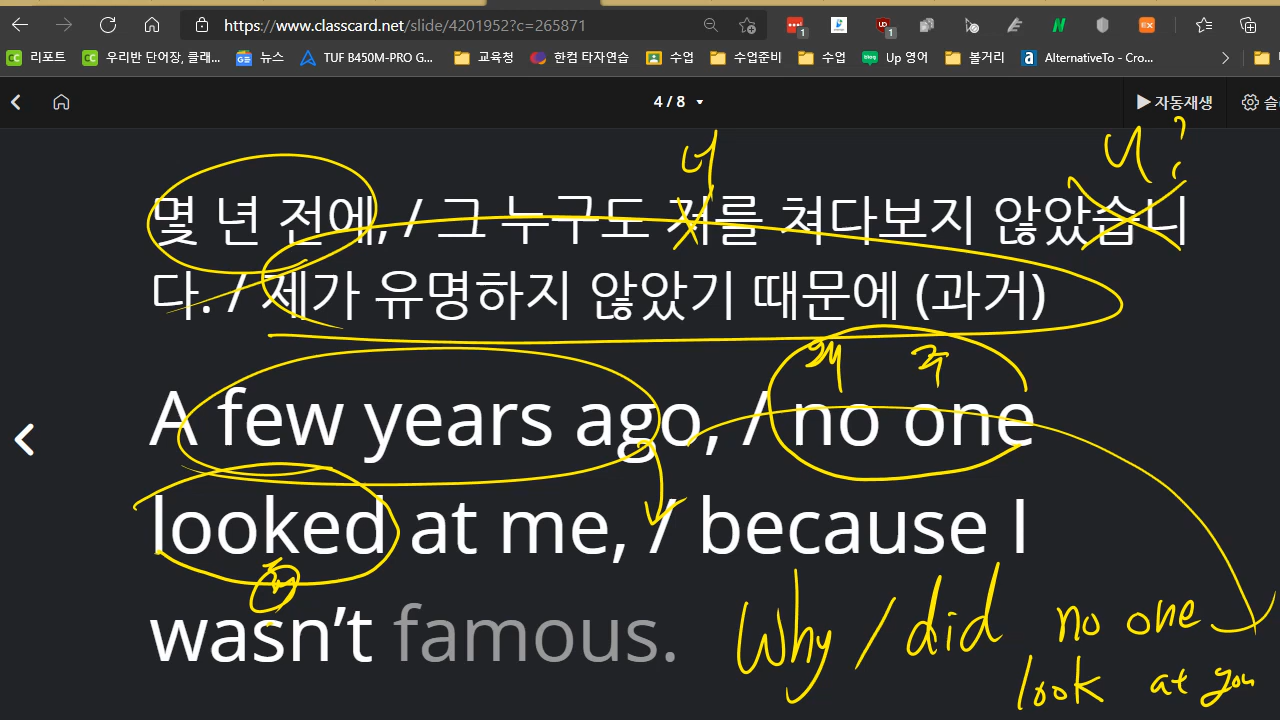 https://www.classcard.net/slide/4201952?c=265871
리포트 우리반 단어장, 클래... 뉴스 TUF B450M-PRO G... 교육청 한컴 타자연습 수업 수업준비 수업 Up 영어 볼거리 AlternativeTo - Cro...
4 / 8 자동재생 슬
너 니?
몇 년 전에, / 그 누구도 저를 쳐다보지 않았습니
다. / 제가 유명하지 않았기 때문에 (과거)
A few years ago, / no one
looked at me, / because I
wasn't famous.
Why / did no one
look at you